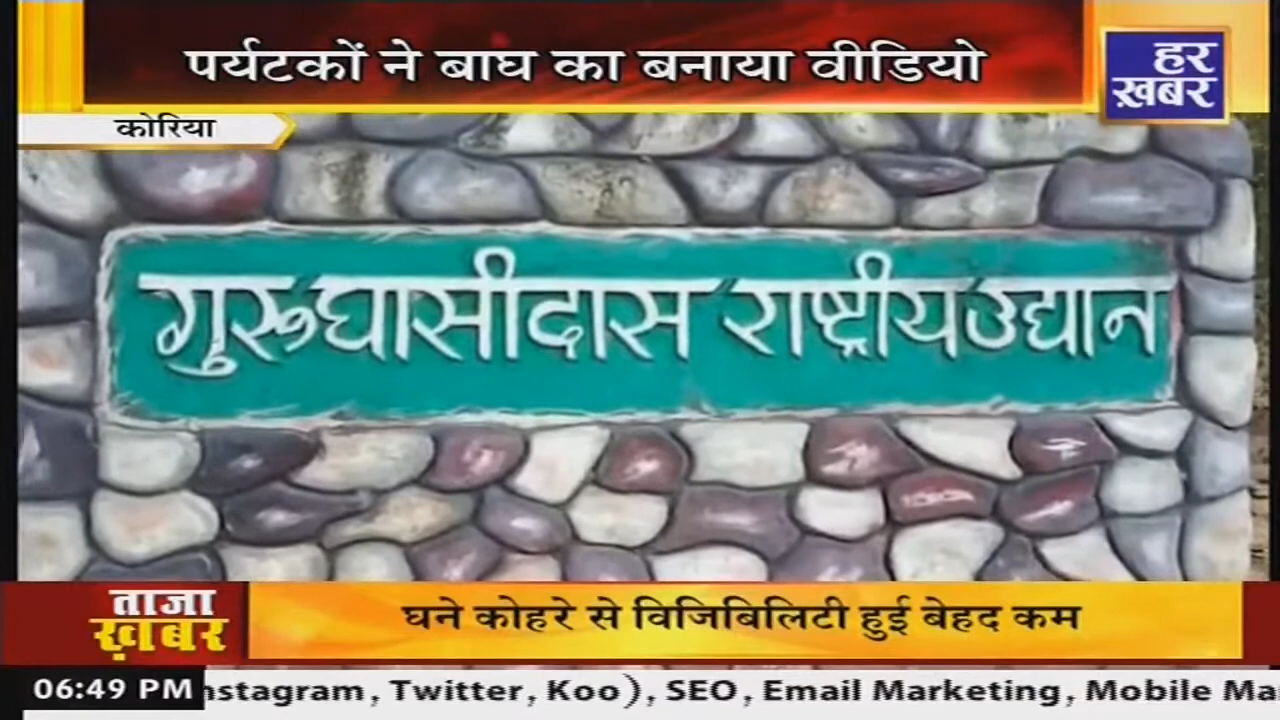 पर्यटकों ने बाघ का बनाया वीडियो
हर
ख़बर
कोरिया
गुरुघासीदास राष्ट्रीयउद्यान
ताजा
ख़बर
घने कोहरे से विजिबिलिटी हुई बेहद कम
06:49 PM
nstagram, Twitter, Koo), SEO, Email Marketing, Mobile Ma